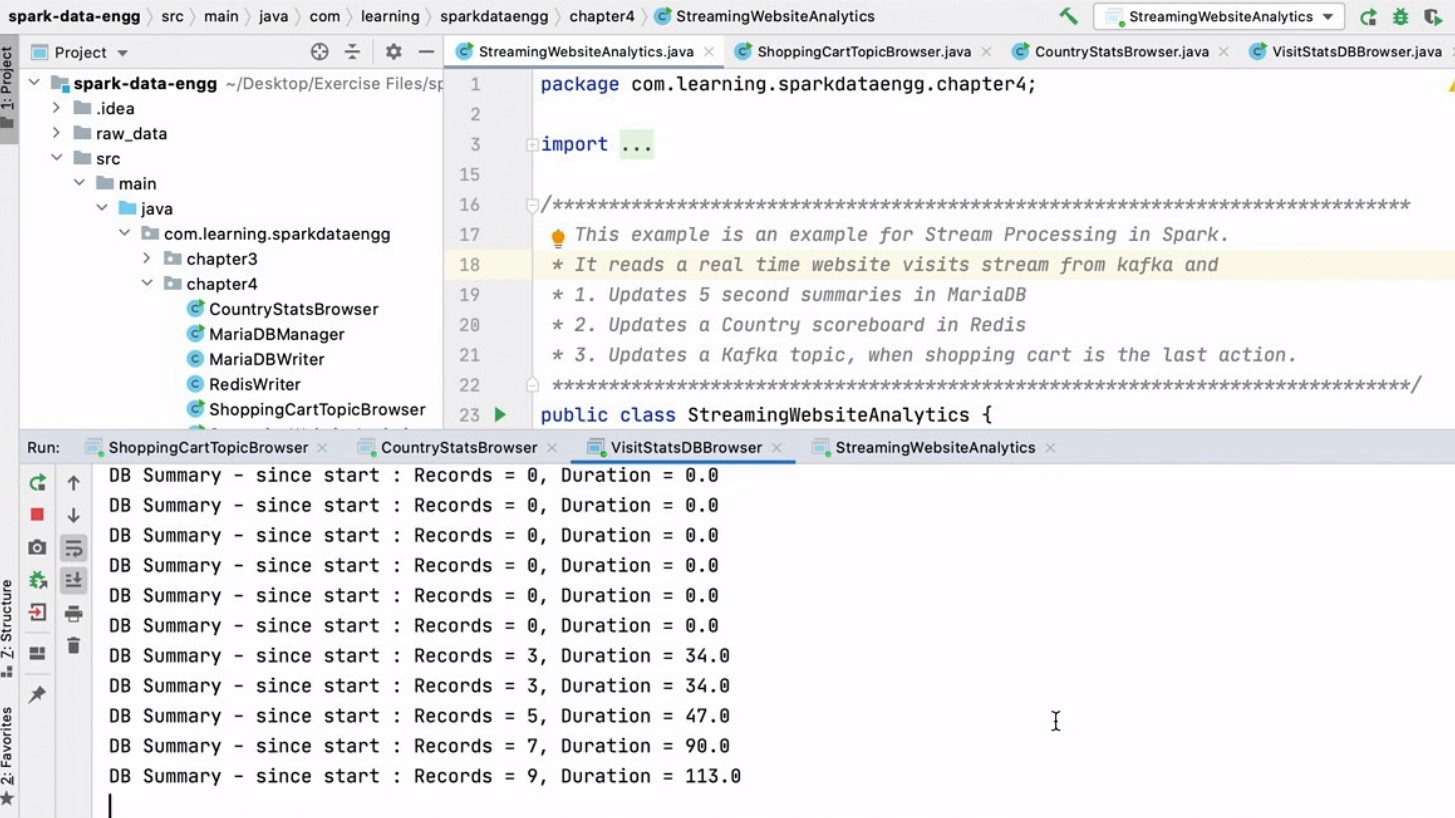 spark-data-engg src main java com learning sparkdataengg chapter4 StreamingWebsiteAnalytics StreamingWebsiteAnalytics
1: Project
Project
StreamingWebsiteAnalytics.java ShoppingCartTopicBrowser.java CountryStatsBrowser.java VisitStatsDBBrowser.java
spark-data-engg ~/Desktop/Exercise Files/sp
.idea
raw_data
src
main
java
com.learning.sparkdataengg
chapter3
chapter4
CountryStatsBrowser
MariaDBManager
MariaDBWriter
RedisWriter
ShoppingCartTopicBrowser
1 package com.learning.sparkdataengg.chapter4;
2
3 import ...
15
16 /****************************************************************************
17 This example is an example for Stream Processing in Spark.
18 * It reads a real time website visits stream from kafka and
19 * 1. Updates 5 second summaries in MariaDB
20 * 2. Updates a Country scoreboard in Redis
21 * 3. Updates a Kafka topic, when shopping cart is the last action.
22 ****************************************************************************/
23 public class StreamingWebsiteAnalytics {
Run: ShoppingCartTopicBrowser CountryStatsBrowser VisitStatsDBBrowser StreamingWebsiteAnalytics
DB Summary - since start : Records = 0, Duration = 0.0
DB Summary - since start : Records = 0, Duration = 0.0
DB Summary - since start : Records = 0, Duration = 0.0
DB Summary - since start : Records = 0, Duration = 0.0
DB Summary - since start : Records = 0, Duration = 0.0
DB Summary - since start : Records = 0, Duration = 0.0
DB Summary - since start : Records = 3, Duration = 34.0
DB Summary - since start : Records = 3, Duration = 34.0
DB Summary - since start : Records = 5, Duration = 47.0
DB Summary - since start : Records = 7, Duration = 90.0
DB Summary - since start : Records = 9, Duration = 113.0
7: Structure
2: Favorites